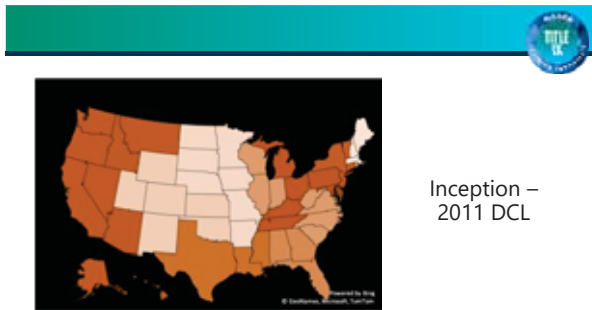 TITLE
IX
Inception –
2011 DCL
Powered by Bing
© GeoNames, Microsoft, TomTom